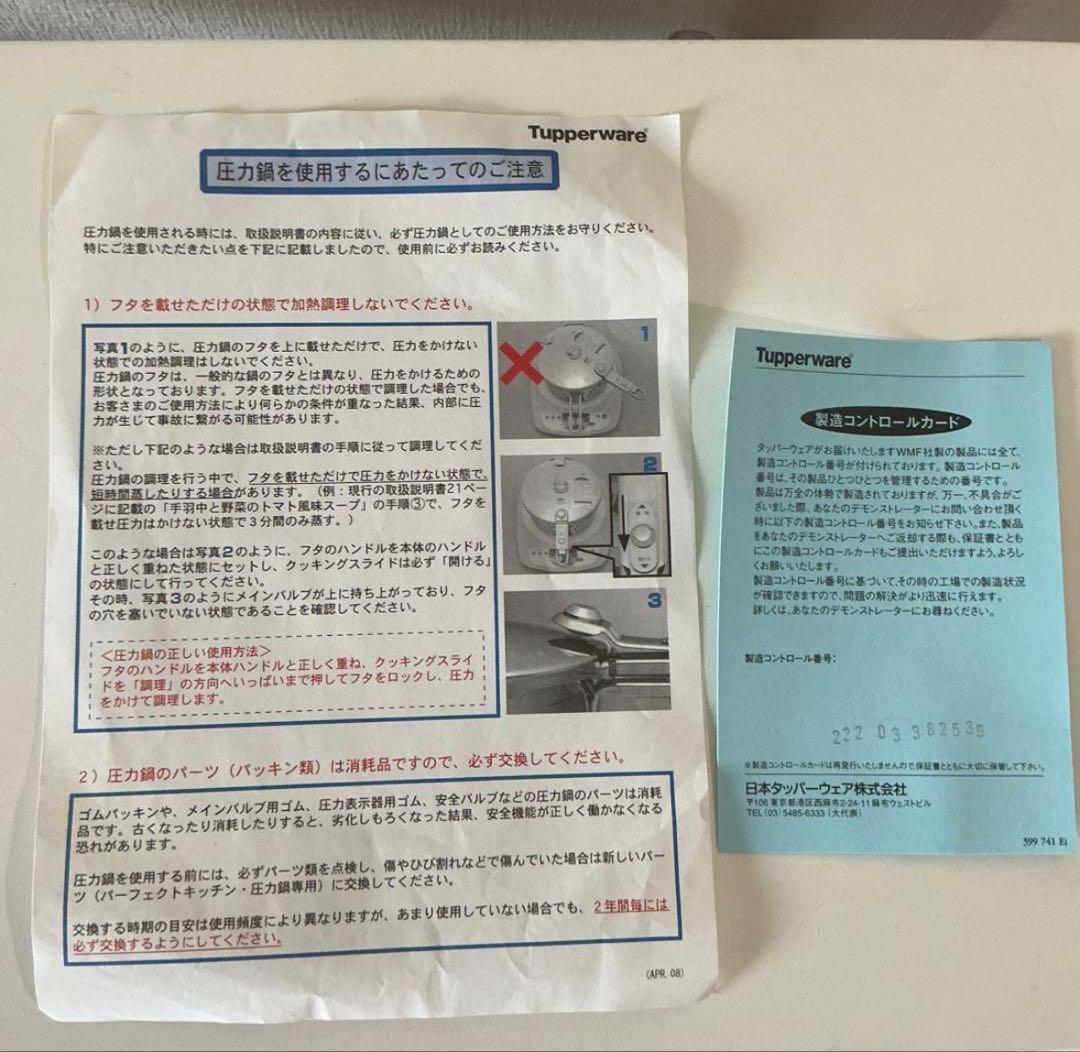 Tupperware
圧力鍋を使用するにあたってのご注意
圧力鍋を使用される時には、取扱説明書の内容に従い、必ず圧力鍋としてのご使用方法をお守りください。
特にご注意いただきたい点を下記に記載しましたので、使用前に必ずお読みください。
1）フタを載せただけの状態で加熱調理しないでください。
写真1のように、圧力鍋のフタを上に載せただけで、圧力をかけない
状態での加熱調理はしないでください。
圧力鍋のフタは、一般的な鍋のフタとは異なり、圧力をかけるための
形状となっております。フタを載せただけの状態で調理した場合でも、
お客さまのご使用方法により何らかの条件が重なった結果、内部に圧
力が生じて事故に繋がる可能性があります。
※ただし下記のような場合は取扱説明書の手順に従って調理してくだ
さい。
圧力鍋の調理を行う中で、フタを載せただけで圧力をかけない状態で、
短時間蒸したりする場合があります。（例：現行の取扱説明書21ペー
ジに記載の「手羽中と野菜のトマト風味スープ」の手順③で、フタを
載せ圧力はかけない状態で３分間のみ蒸す。）
このような場合は写真2のように、フタのハンドルを本体のハンドル
と正しく重ねた状態にセットし、クッキングスライドは必ず「開ける」
の状態にして行ってください。
その時、写真3のようにメインバルブが上に持ち上がっており、フタ
の穴を塞いでいない状態であることを確認してください。
＜圧力鍋の正しい使用方法＞
フタのハンドルを本体ハンドルと正しく重ね、クッキングスライ
ドを「調理」の方向へいっぱいまで押してフタをロックし、圧力
をかけて調理します。
1
2
3
2）圧力鍋のパーツ（パッキン類）は消耗品ですので、必ず交換してください。
ゴムパッキンや、メインバルブ用ゴム、圧力表示器用ゴム、安全バルブなどの圧力鍋のパーツは消耗
品です。古くなったり消耗したりすると、劣化しもろくなった結果、安全機能が正しく働かなくなる
恐れがあります。
圧力鍋を使用する前には、必ずパーツ類を点検し、傷やひび割れなどで傷んでいた場合は新しいパー
ツ（パーフェクトキッチン・圧力鍋専用）に交換してください。
交換する時期の目安は使用頻度により異なりますが、あまり使用していない場合でも、２年間毎には
必ず交換するようにしてください。
(APR. 08)
Tupperware
製造コントロールカード
タッパーウェアがお届けいたしますWMF社製の製品には全て、
製造コントロール番号が付けられております。製造コントロール
番号は、その製品ひとつひとつを管理するための番号です。
製品は万全の体勢で製造されておりますが、万一、不具合がご
ざいました際、あなたのデモンストレーターにお問い合わせ頂く
時に以下の製造コントロール番号をお知らせ下さい。また、製品
をあなたのデモンストレーターへご返却する際も、保証書ととも
にこの製造コントロールカードもご提出いただけますよう、よろし
くお願いいたします。
製造コントロール番号に基づいて、その時の工場での製造状況
が確認できますので、問題の解決がより迅速に行えます。
詳しくは、あなたのデモンストレーターにお尋ねください。
製造コントロール番号：
222 03 382539
※製造コントロールカードは再発行いたしませんので、保証書とともに大切に保管して下さい。
日本タッパーウェア株式会社
〒106 東京都港区西麻布2-24-11 麻布ウェストビル
TEL (03) 5485-6333 （大代表）
399 741 Ei